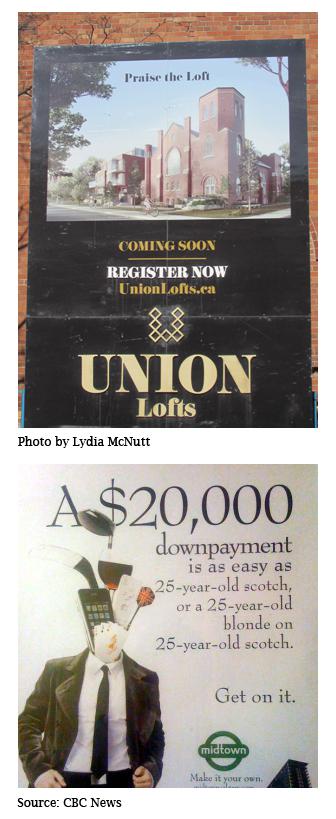 Praise the Loft
COMING SOON
REGISTER NOW
UnionLofts.ca
UNION
Lofts
Photo by Lydia McNutt
A $20,000
downpayment
is as easy as
25-year-old scotch,
or a 25-year-old
blonde on
25-year-old scotch.
Get on it.
midtown
Make it your own.
Source: CBC News